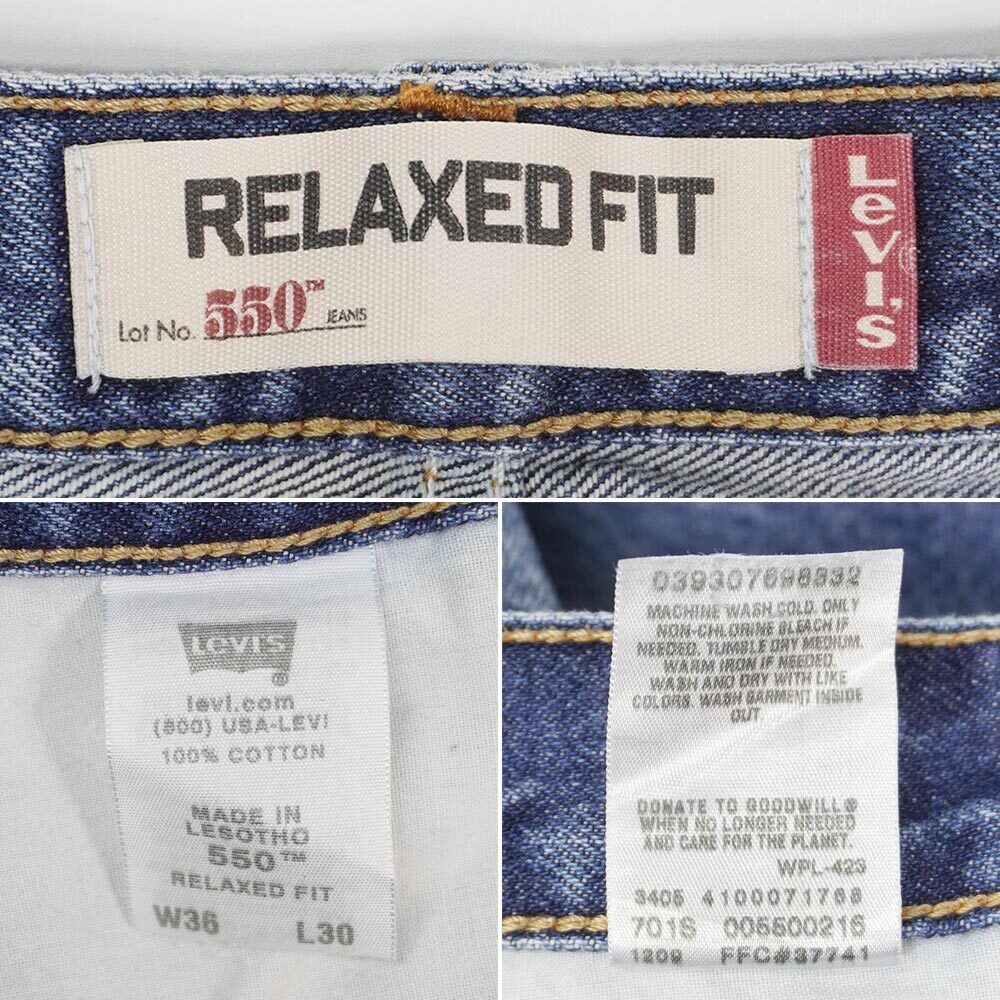 RELAXED FIT
Lot No. 550™ JEANS
Levi's
LEVI'S
levi.com
(800) USA-LEVI
100% COTTON
MADE IN
LESOTHO
550™
RELAXED FIT
W36 L30
039307698332
MACHINE WASH COLD. ONLY
NON-CHLORINE BLEACH IF
NEEDED. TUMBLE DRY MEDIUM.
WARM IRON IF NEEDED.
WASH AND DRY WITH LIKE
COLORS. WASH GARMENT INSIDE
OUT
DONATE TO GOODWILL®
WHEN NO LONGER NEEDED
AND CARE FOR THE PLANET.
WPL-423
3405 4100071768
701S 005500216
1209 FFC#37741